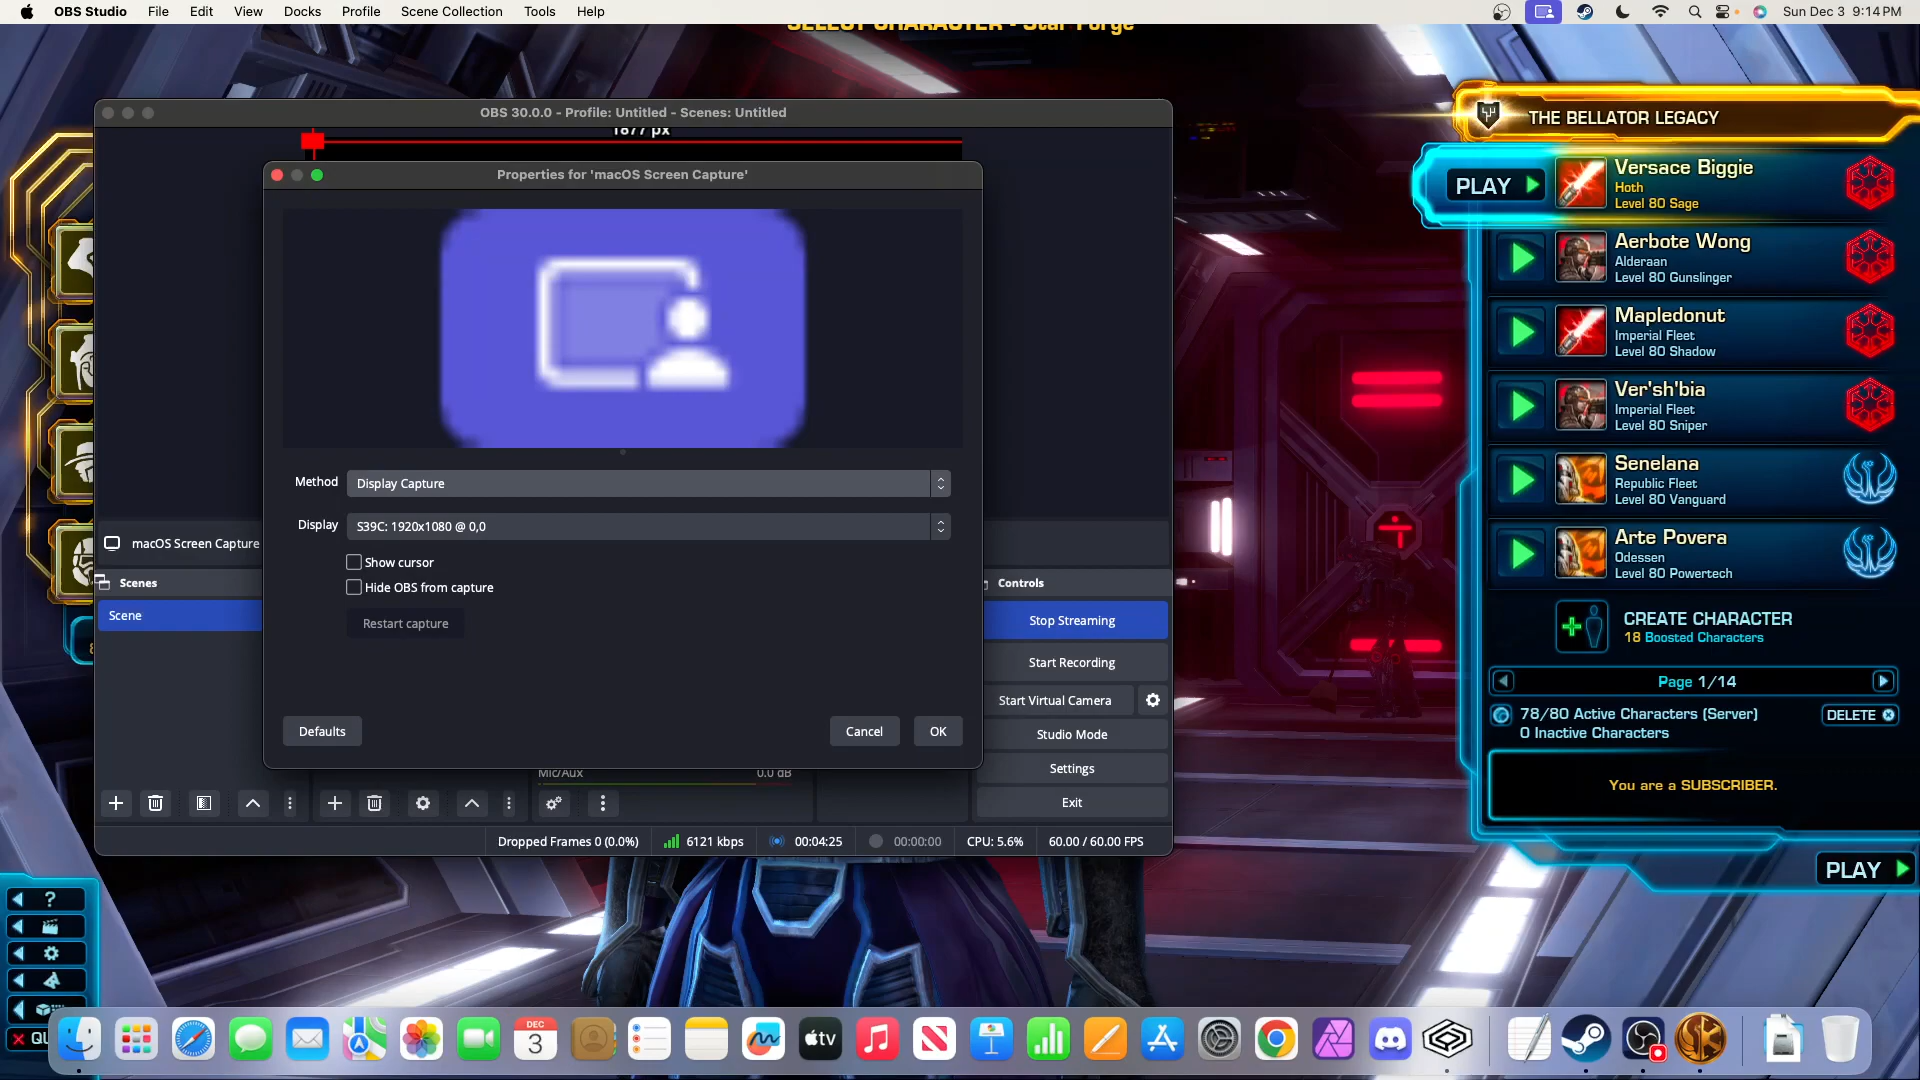 OBS Studio File Edit View Docks Profile Scene Collection Tools Help
Sun Dec 3 9:14 PM
SELECT CHARACTER - Star Forge
OBS 30.0.0 - Profile: Untitled - Scenes: Untitled
1877 px
Properties for 'macOS Screen Capture'
Method
Display Capture
Display
S39C: 1920x1080 @ 0,0
Show cursor
Hide OBS from capture
Restart capture
Defaults
Cancel
OK
macOS Screen Capture
Scenes
Scene
Mic/Aux
0.0 dB
Controls
Stop Streaming
Start Recording
Start Virtual Camera
Studio Mode
Settings
Exit
Dropped Frames 0 (0.0%)
6121 kbps
00:04:25
00:00:00
CPU: 5.6%
60.00 / 60.00 FPS
THE BELLATOR LEGACY
PLAY
Versace Biggie
Hoth
Level 80 Sage
Aerbote Wong
Alderaan
Level 80 Gunslinger
Mapledonut
Imperial Fleet
Level 80 Shadow
Ver'sh'bia
Imperial Fleet
Level 80 Sniper
Senelana
Republic Fleet
Level 80 Vanguard
Arte Povera
Odessen
Level 80 Powertech
CREATE CHARACTER
18 Boosted Characters
Page 1/14
78/80 Active Characters (Server)
0 Inactive Characters
DELETE
You are a SUBSCRIBER.
PLAY
?
DEC
3
tv